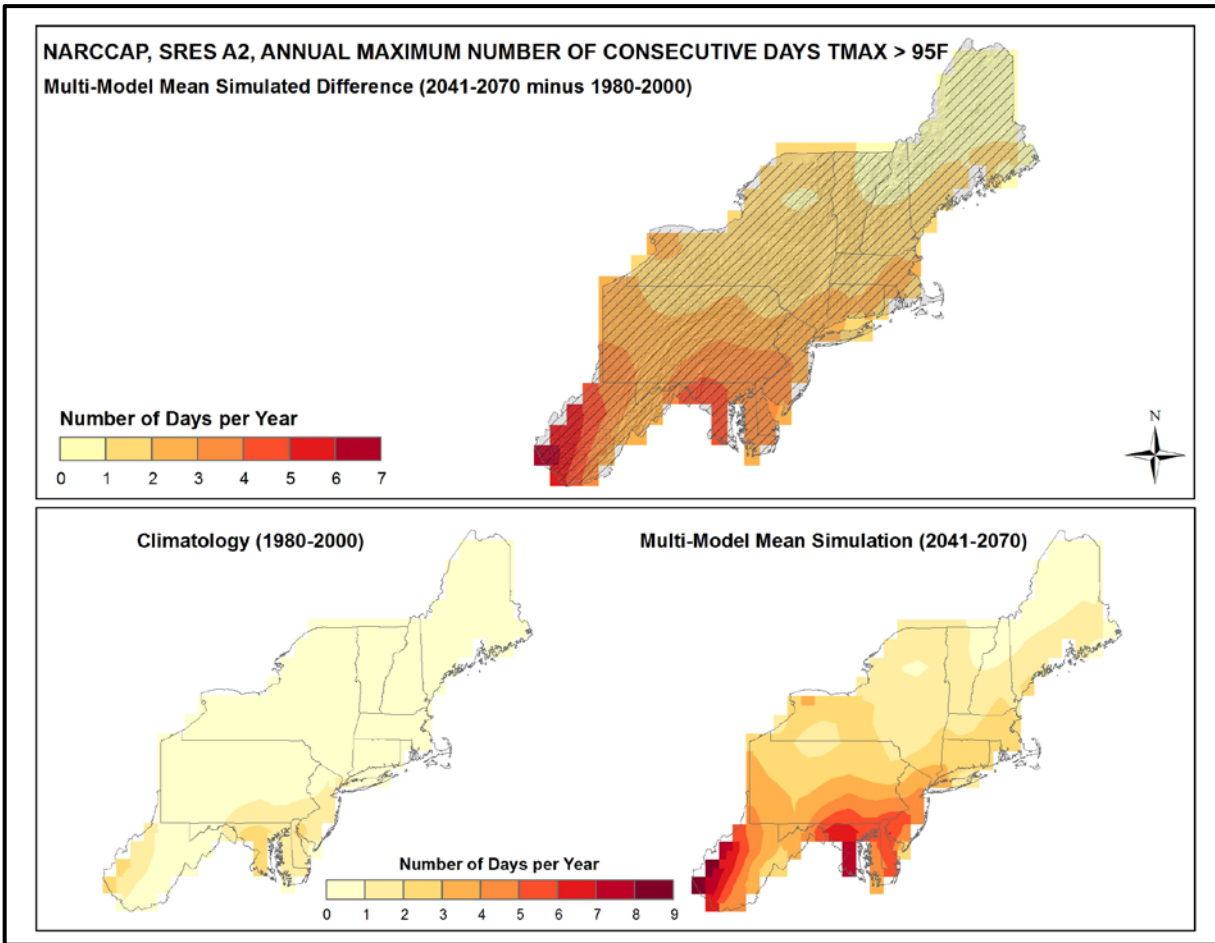 NARCCAP, SRES A2, ANNUAL MAXIMUM NUMBER OF CONSECUTIVE DAYS TMAX > 95F
Multi-Model Mean Simulated Difference (2041-2070 minus 1980-2000)
Number of Days per Year
0 1 2 3 4 5 6 7
N
Climatology (1980-2000)
Multi-Model Mean Simulation (2041-2070)
Number of Days per Year
0 1 2 3 4 5 6 7 8 9